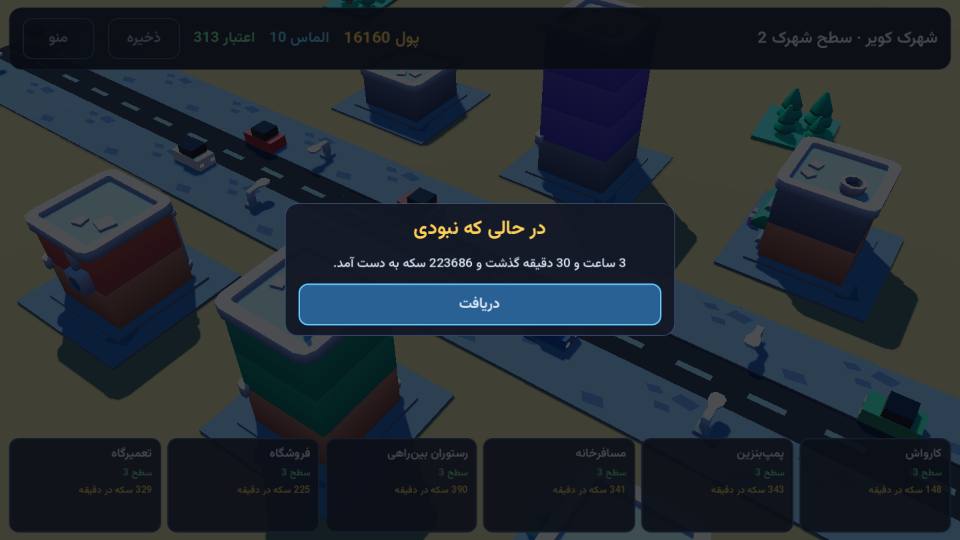 شهرک کویر · سطح شهرک 2
پول 16160 الماس 10 اعتبار 313 ذخیره منو
در حالی که نبودی
3 ساعت و 30 دقیقه گذشت و 223686 سکه به دست آمد.
دریافت
کارواش
سطح 3
148 سکه در دقیقه
پمپ‌بنزین
سطح 3
343 سکه در دقیقه
مسافرخانه
سطح 3
341 سکه در دقیقه
رستوران بین‌راهی
سطح 3
390 سکه در دقیقه
فروشگاه
سطح 3
225 سکه در دقیقه
تعمیرگاه
سطح 3
329 سکه در دقیقه